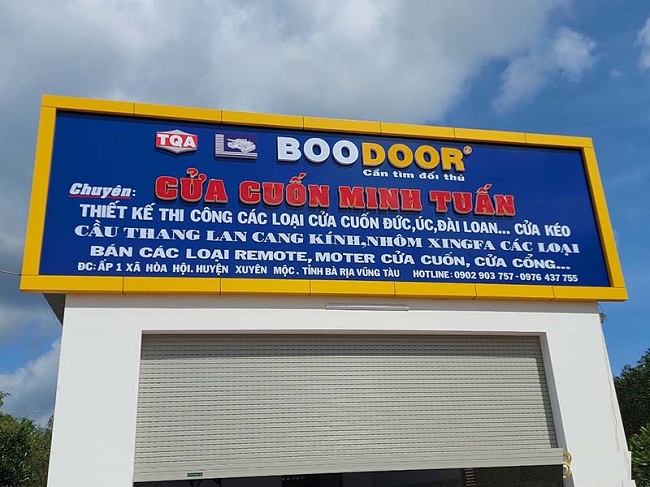 TQA BOODOOR®
Cần tìm đối thủ
Chuyên: CỬA CUỐN MINH TUẤN
THIẾT KẾ THI CÔNG CÁC LOẠI CỬA CUỐN ĐỨC,ÚC,ĐÀI LOAN... CỬA KÉO
CẦU THANG LAN CANG KÍNH,NHÔM XINGFA CÁC LOẠI
BÁN CÁC LOẠI REMOTE, MOTER CỬA CUỐN, CỬA CỔNG...
ĐC: ẤP 1 XÃ HÒA HỘI. HUYỆN XUYÊN MỘC. TỈNH BÀ RỊA VŨNG TÀU HOTLINE: 0902 903 757 - 0976 437 755